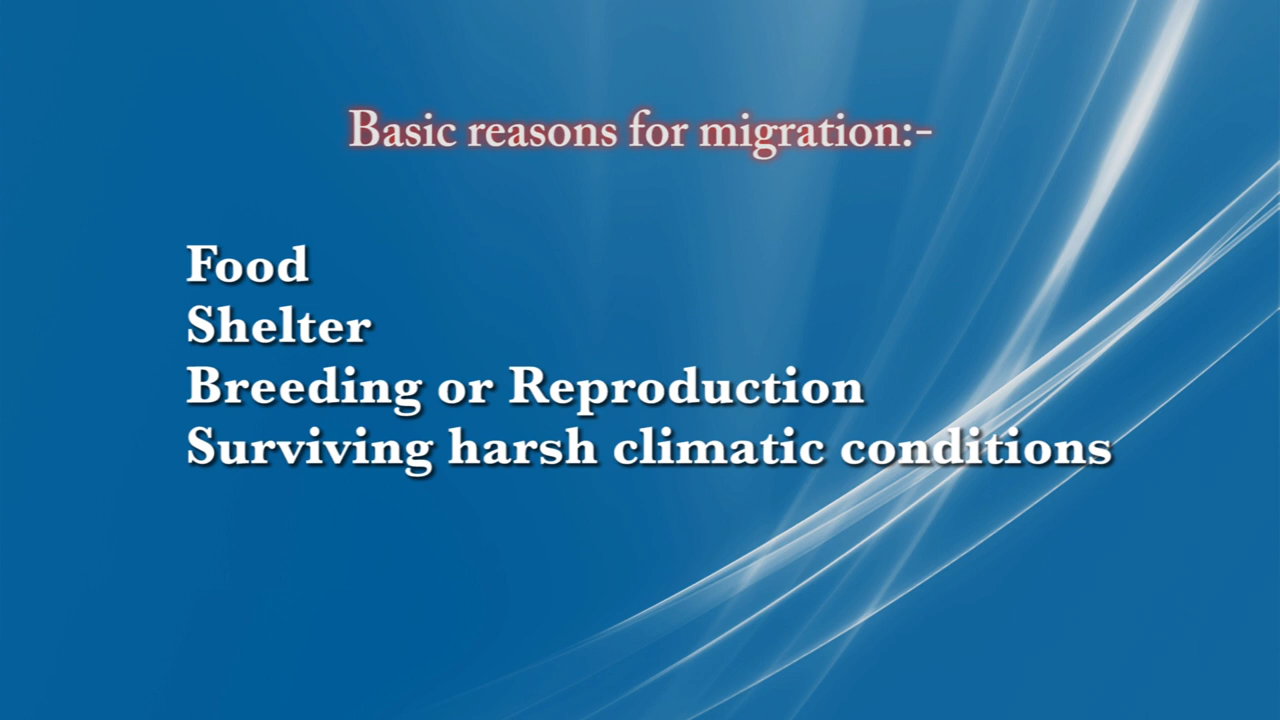 Basic reasons for migration:-
Food
Shelter
Breeding or Reproduction
Surviving harsh climatic conditions